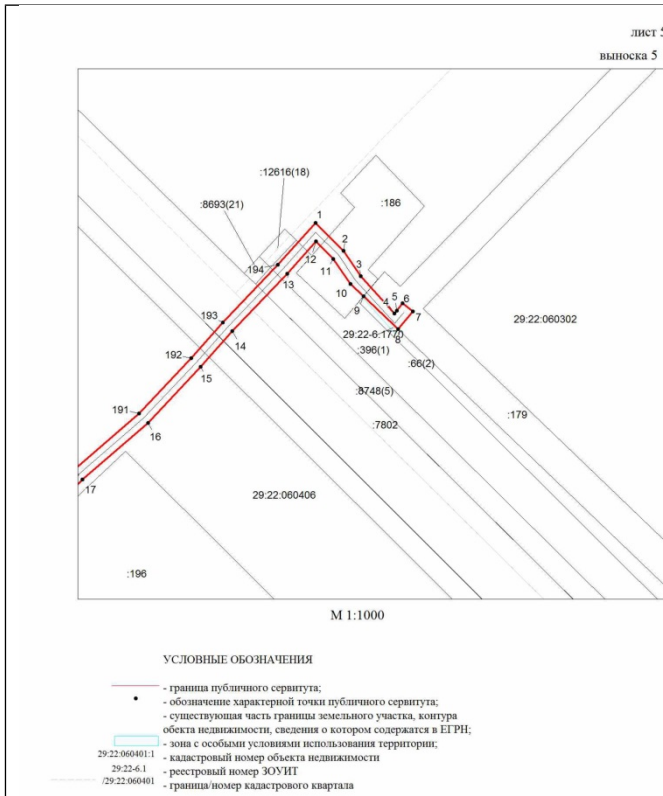 лист 5
выноска 5
:12616(18)
:8693(21)
:186
1
2
194
12
3
11
13
10
4
5
6
7
9
8
193
14
29:22-6.1770
29:22:060302
:396(1)
192
:66(2)
15
:8748(5)
191
:179
16
:7802
17
29:22:060406
:196
М 1:1000
УСЛОВНЫЕ ОБОЗНАЧЕНИЯ
- граница публичного сервитута;
- обозначение характерной точки публичного сервитута;
- существующая часть границы земельного участка, контура
обекта недвижимости, сведения о котором содержатся в ЕГРН;
- зона с особыми условиями использования территории;
29:22:060401:1 - кадастровый номер объекта недвижимости
29:22-6.1 - реестровый номер ЗОУИТ
/29:22:060401 - граница/номер кадастрового квартала